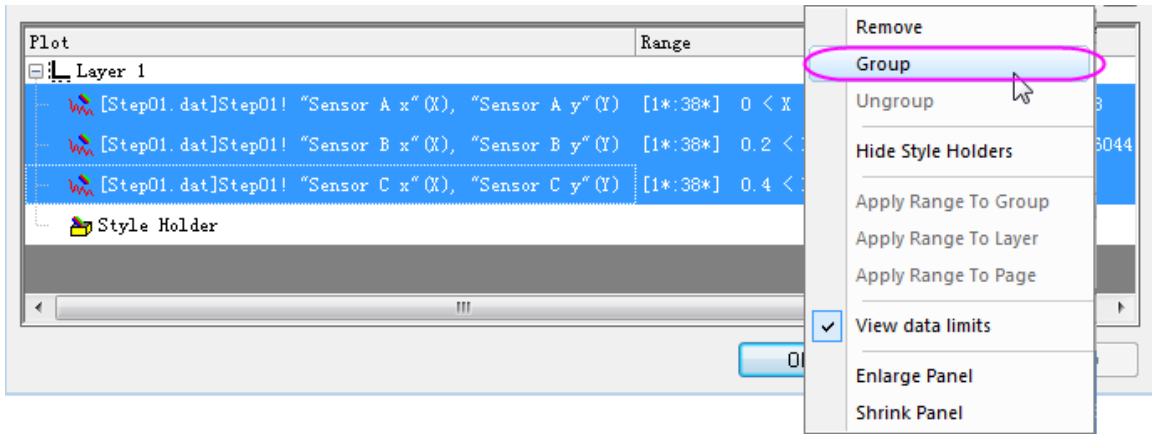 Plot Range
Layer 1
[Step01.dat]Step01! "Sensor A x"(X), "Sensor A y"(Y) [1*:38*] 0 < X
[Step01.dat]Step01! "Sensor B x"(X), "Sensor B y"(Y) [1*:38*] 0.2 < 6044
[Step01.dat]Step01! "Sensor C x"(X), "Sensor C y"(Y) [1*:38*] 0.4 <
Style Holder
Remove
Group
Ungroup
Hide Style Holders
Apply Range To Group
Apply Range To Layer
Apply Range To Page
View data limits
Enlarge Panel
Shrink Panel